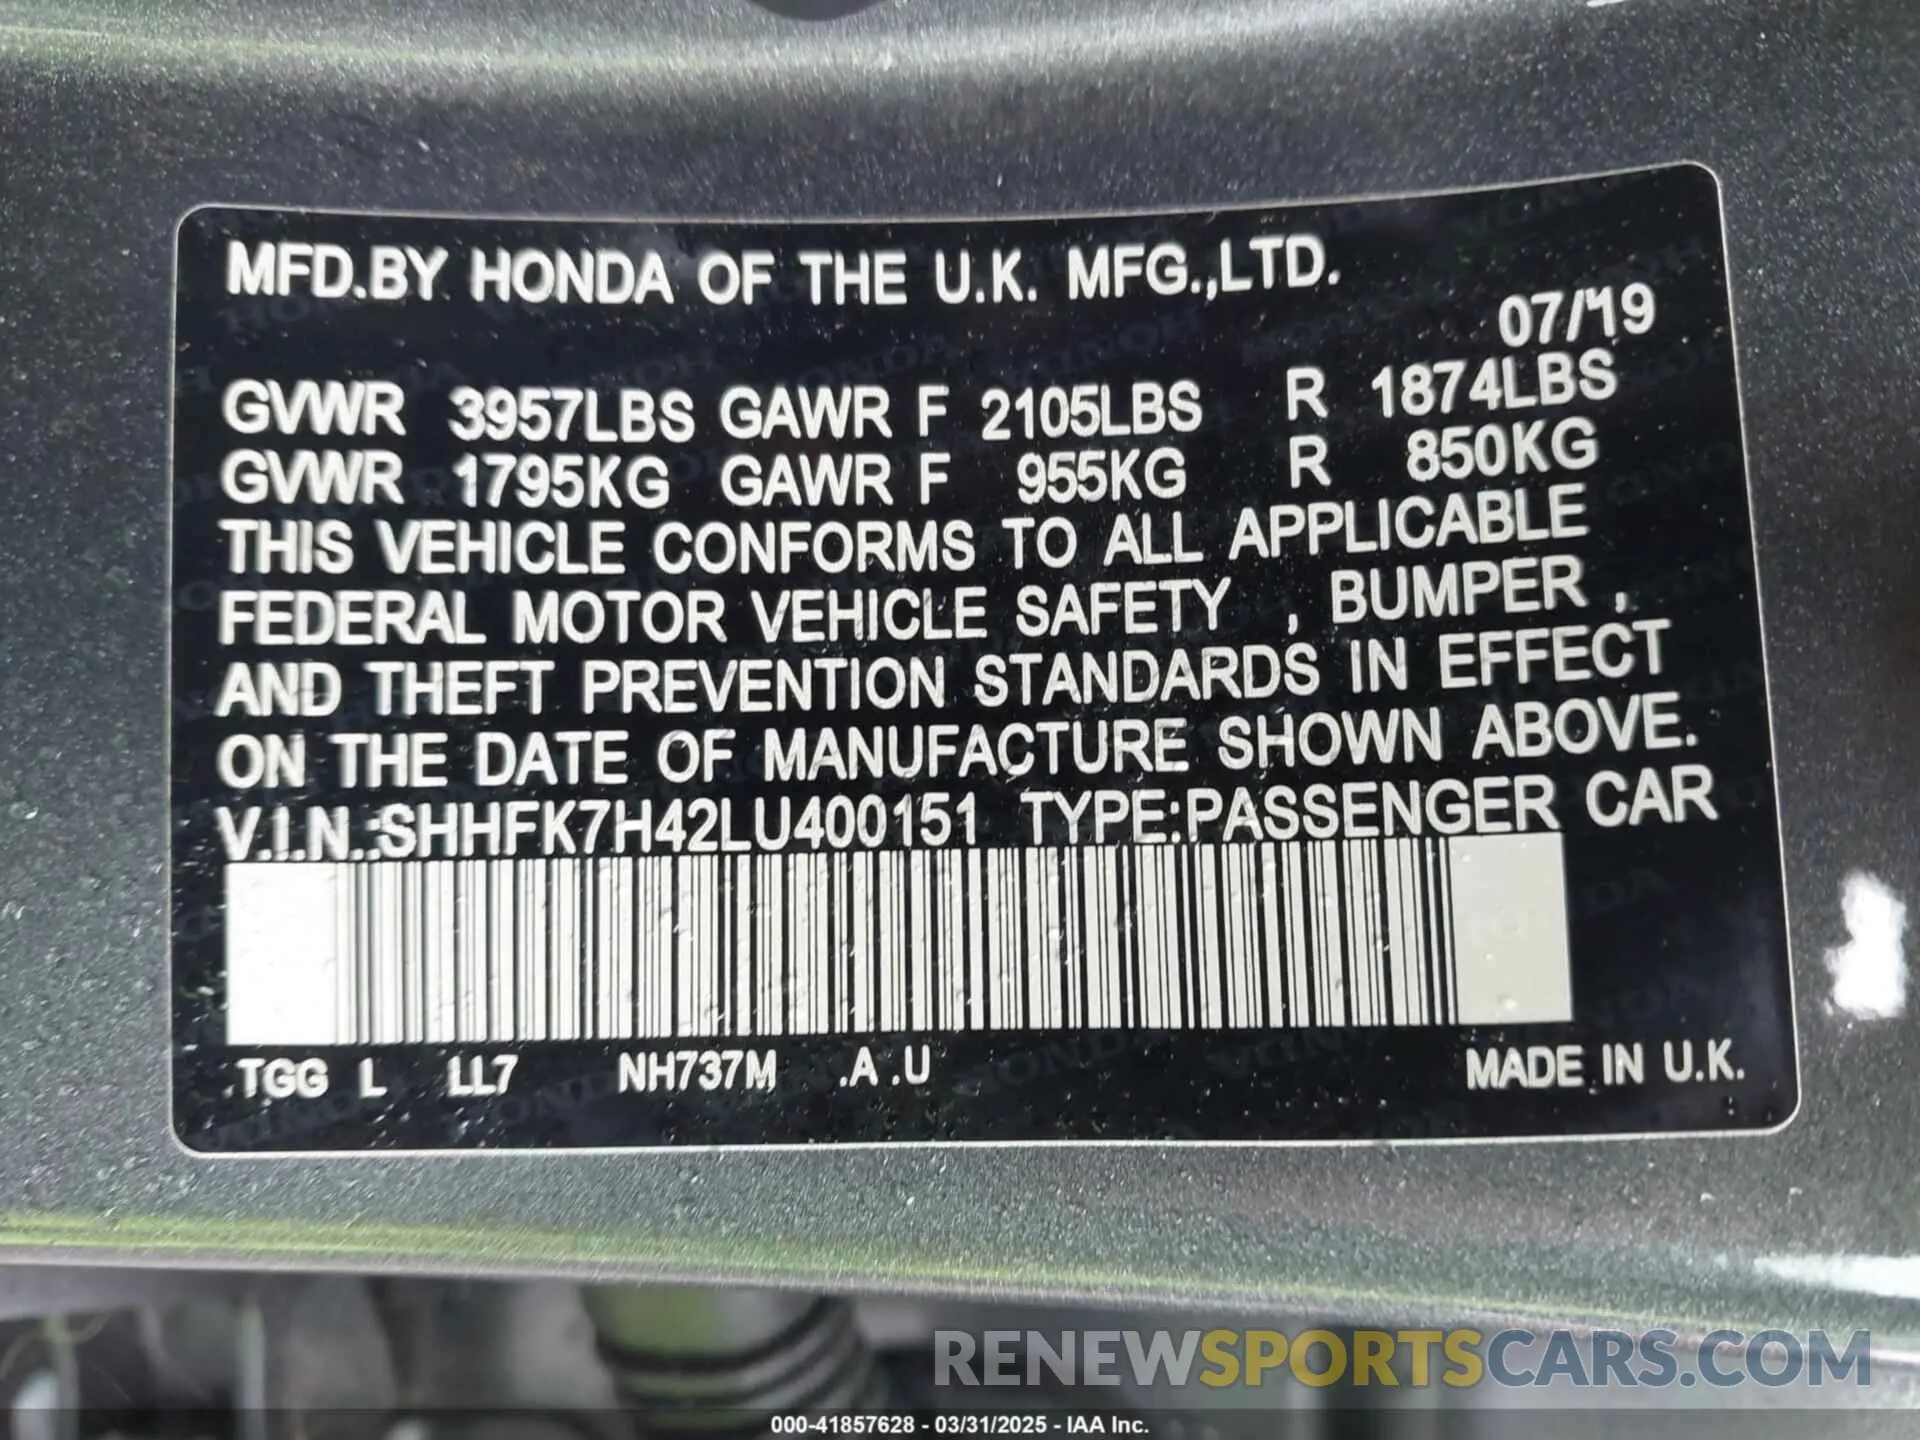 MFD.BY HONDA OF THE U.K. MFG.,LTD.
07/'19
GVWR 3957LBS GAWR F 2105LBS R 1874LBS
GVWR 1795KG GAWR F 955KG R 850KG
THIS VEHICLE CONFORMS TO ALL APPLICABLE
FEDERAL MOTOR VEHICLE SAFETY , BUMPER ,
AND THEFT PREVENTION STANDARDS IN EFFECT
ON THE DATE OF MANUFACTURE SHOWN ABOVE.
V.I.N.:SHHFK7H42LU400151 TYPE:PASSENGER CAR
TGG L LL7 NH737M .A .U MADE IN U.K.
RENEWSPORTSCARS.COM
000-41857628 - 03/31/2025 - IAA Inc.